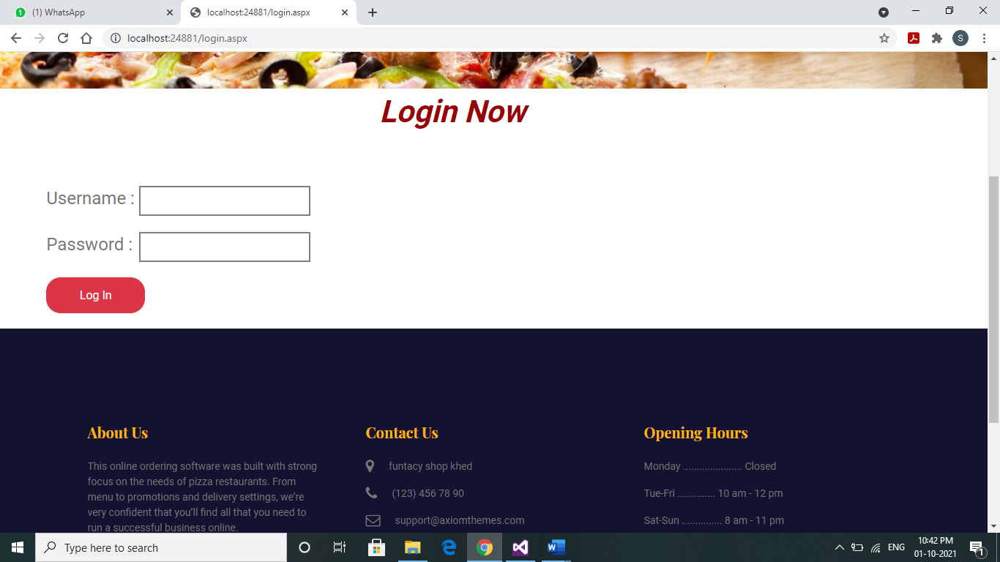 (1) WhatsApp
localhost:24881/login.aspx
localhost:24881/login.aspx
S
Login Now
Username :
Password :
Log In
About Us
This online ordering software was built with strong
focus on the needs of pizza restaurants. From
menu to promotions and delivery settings, we’re
very confident that you’ll find all that you need to
run a successful business online.
Contact Us
funtacy shop khed
(123) 456 78 90
support@axiomthemes.com
Opening Hours
Monday ...................... Closed
Tue-Fri .............. 10 am - 12 pm
Sat-Sun ............... 8 am - 11 pm
Type here to search
ENG
10:42 PM
01-10-2021
1